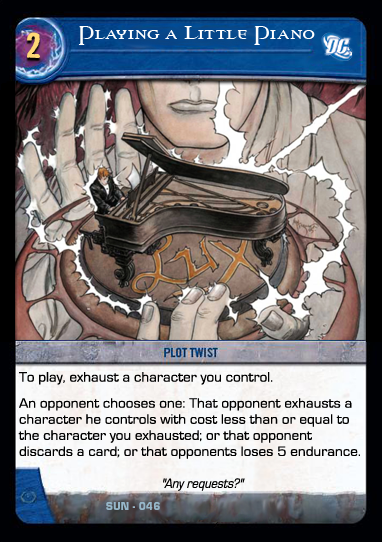 2
Playing a Little Piano
DC
LUX
PLOT TWIST
To play, exhaust a character you control.
An opponent chooses one: That opponent exhausts a
character he controls with cost less than or equal to
the character you exhausted; or that opponent
discards a card; or that opponents loses 5 endurance.
"Any requests?"
SUN - 046